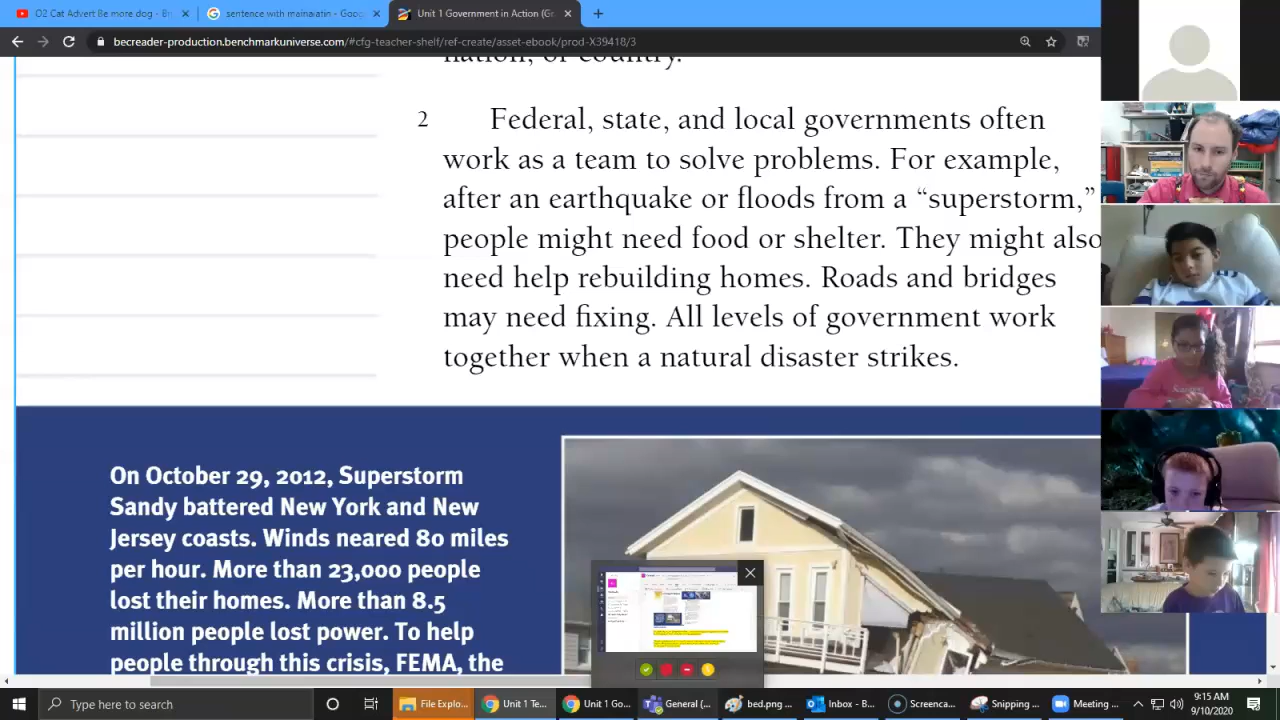 O2 Cat Advert Be more dog - Br
sentence with mainaiatin - Goog
Unit 1 Government in Action (Gr
becreader-production.benchmarkuniverse.com/#cfg-teacher-shelf/ref-create/asset-ebook/prod-X39418/3
nation, or country.
2 Federal, state, and local governments often
work as a team to solve problems. For example,
after an earthquake or floods from a “superstorm,”
people might need food or shelter. They might also
need help rebuilding homes. Roads and bridges
may need fixing. All levels of government work
together when a natural disaster strikes.
On October 29, 2012, Superstorm
Sandy battered New York and New
Jersey coasts. Winds neared 80 miles
per hour. More than 23,000 people
lost their homes. More than 8.5
million people lost power. To help
people through this crisis, FEMA, the
Type here to search
File Explo...
Unit 1 Te...
Unit 1 Go...
General (...
bed.png ...
Inbox - B...
Screenca...
Snipping ...
Meeting ...
9:15 AM
9/10/2020